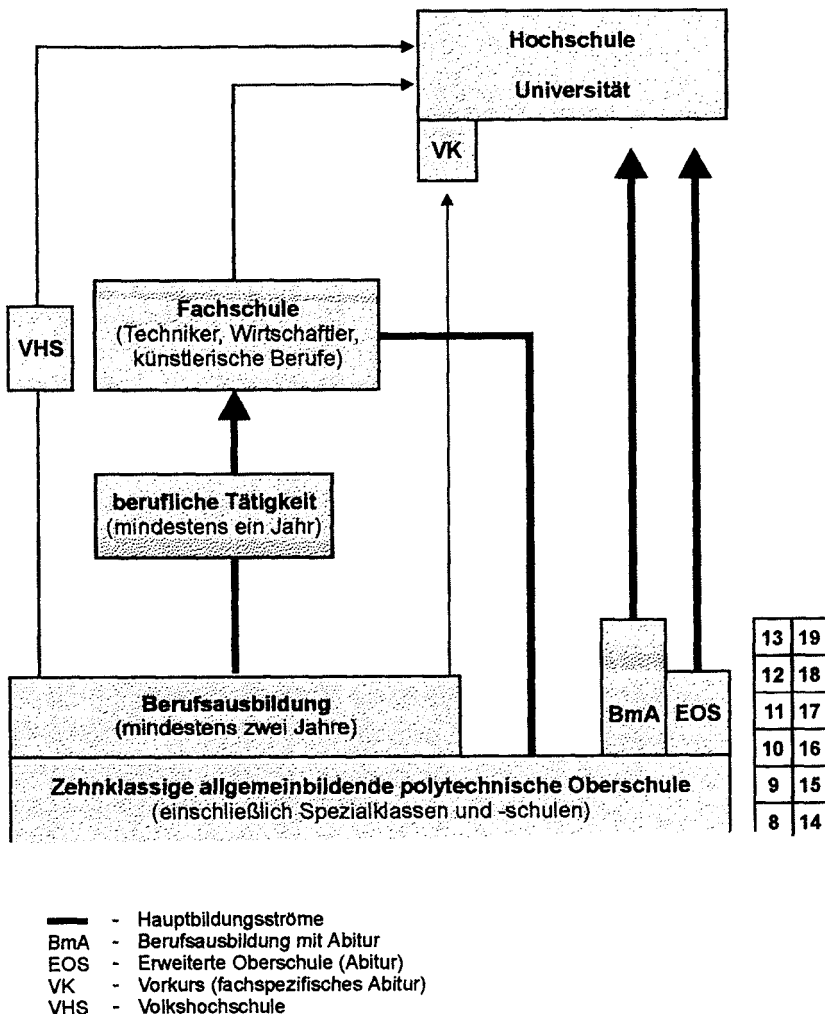 Hochschule
Universität
VK
Fachschule
(Techniker, Wirtschaftler,
künstlerische Berufe)
VHS
berufliche Tätigkeit
(mindestens ein Jahr)
Berufsausbildung
(mindestens zwei Jahre)
BmA
EOS
Zehnklassige allgemeinbildende polytechnische Oberschule
(einschließlich Spezialklassen und -schulen)
13 19
12 18
11 17
10 16
9 15
8 14
- Hauptbildungsströme
BmA - Berufsausbildung mit Abitur
EOS - Erweiterte Oberschule (Abitur)
VK - Vorkurs (fachspezifisches Abitur)
VHS - Volkshochschule